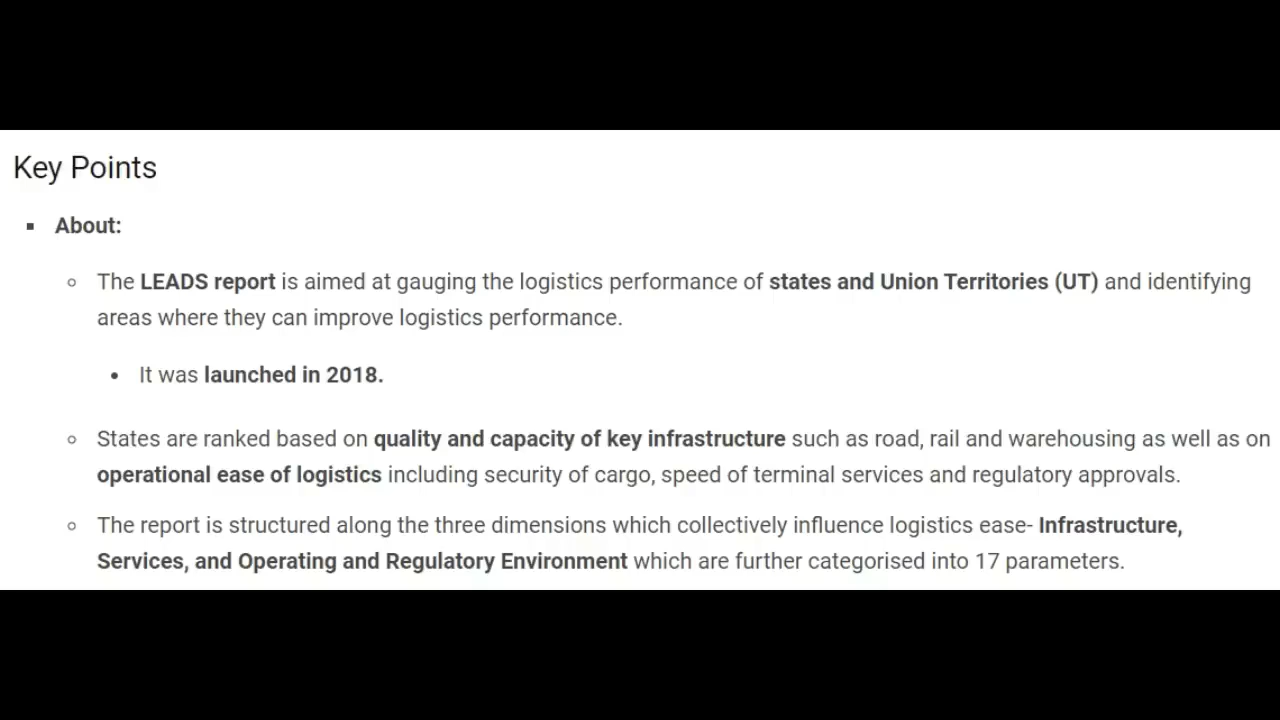 Key Points
▪ About:
○ The LEADS report is aimed at gauging the logistics performance of states and Union Territories (UT) and identifying
areas where they can improve logistics performance.
• It was launched in 2018.
○ States are ranked based on quality and capacity of key infrastructure such as road, rail and warehousing as well as on
operational ease of logistics including security of cargo, speed of terminal services and regulatory approvals.
○ The report is structured along the three dimensions which collectively influence logistics ease- Infrastructure,
Services, and Operating and Regulatory Environment which are further categorised into 17 parameters.